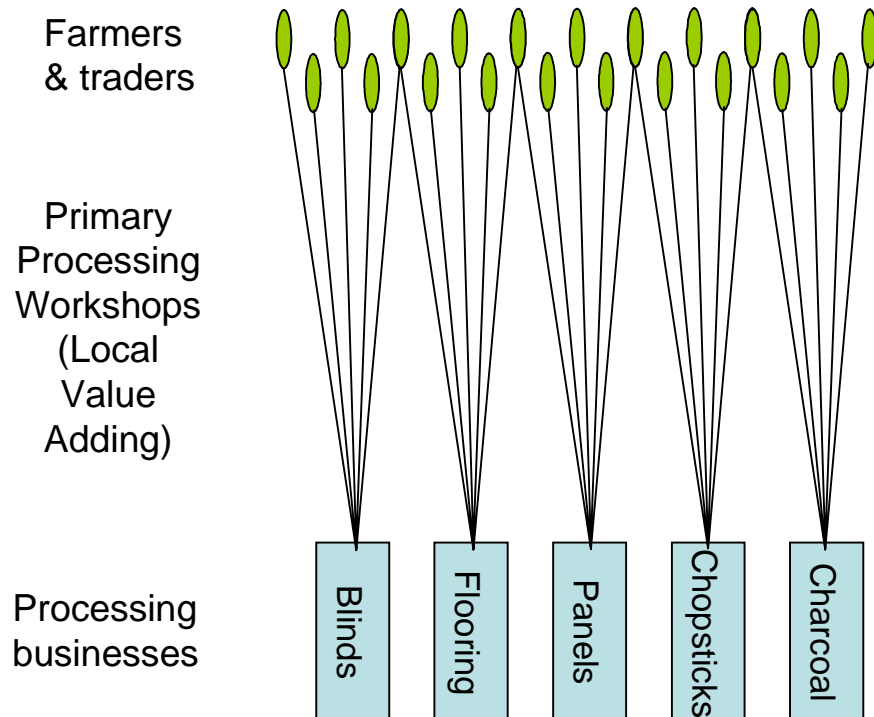 Farmers
& traders
Primary
Processing
Workshops
(Local
Value
Adding)
Processing
businesses
Blinds
Flooring
Panels
Chopsticks
Charcoal